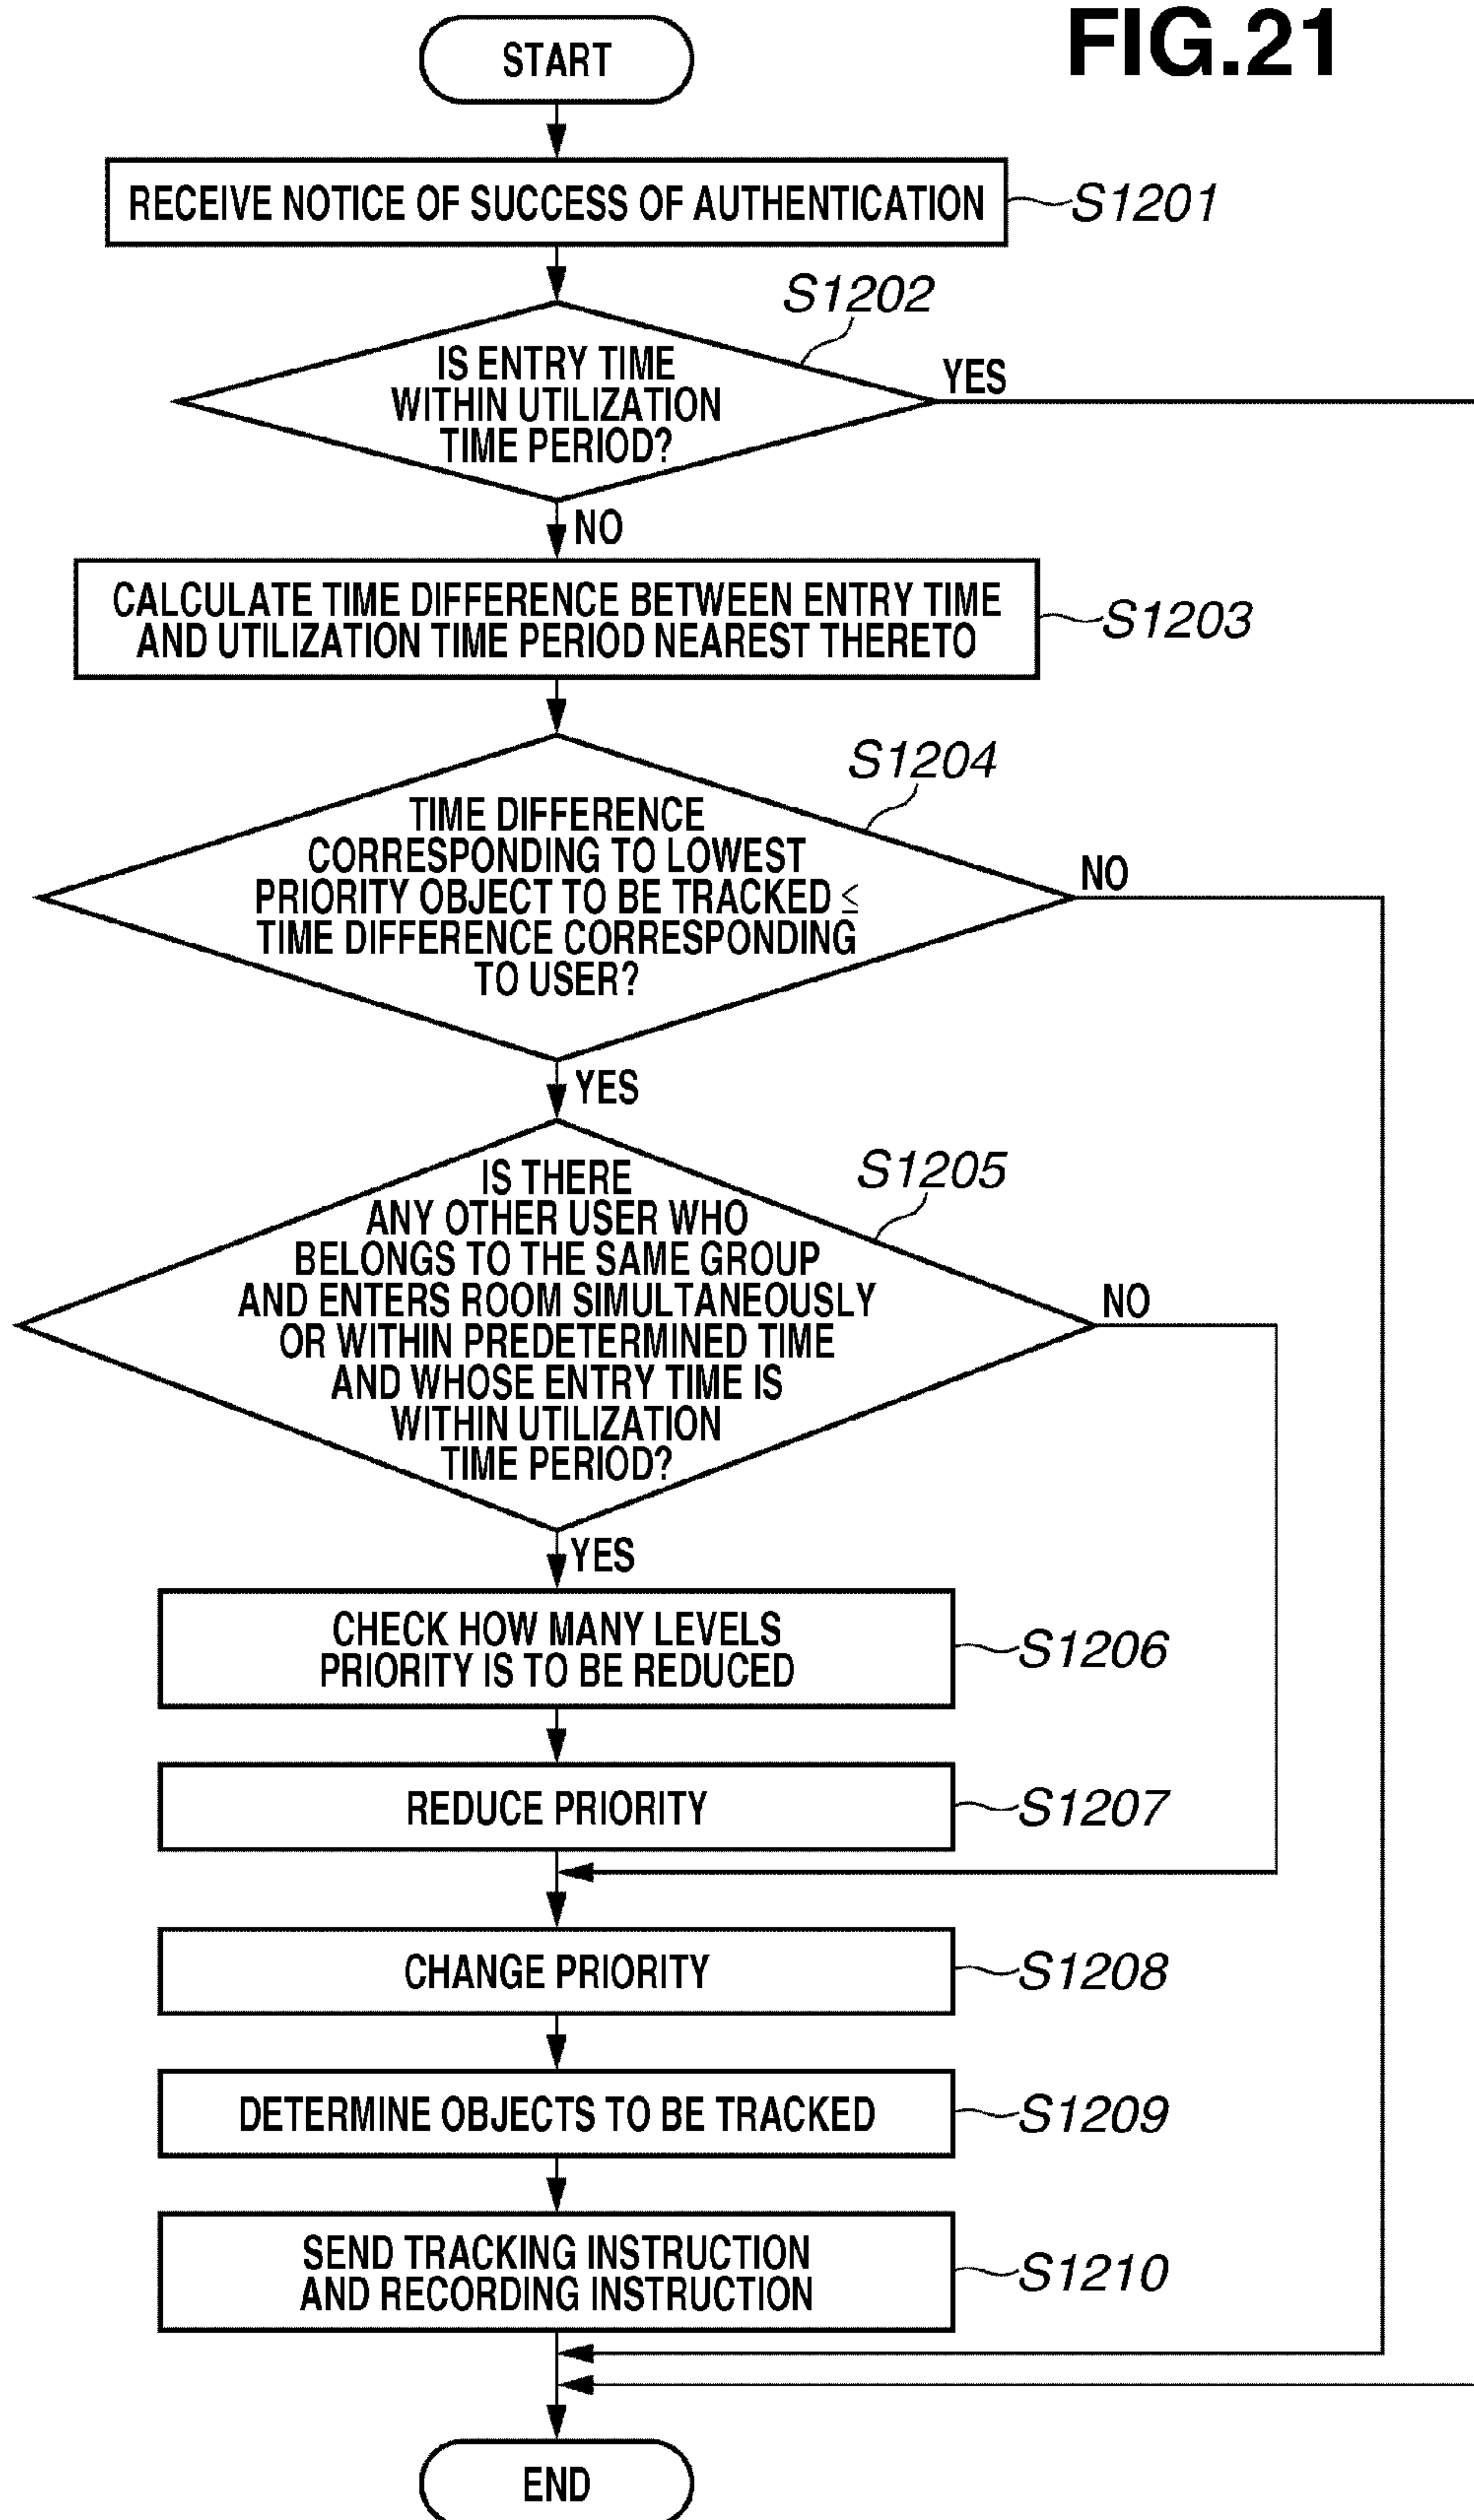 FIG.21
START
RECEIVE NOTICE OF SUCCESS OF AUTHENTICATION
S1201
S1202
IS ENTRY TIME
WITHIN UTILIZATION
TIME PERIOD?
YES
NO
CALCULATE TIME DIFFERENCE BETWEEN ENTRY TIME
AND UTILIZATION TIME PERIOD NEAREST THERETO
S1203
S1204
TIME DIFFERENCE
CORRESPONDING TO LOWEST
PRIORITY OBJECT TO BE TRACKED ≤
TIME DIFFERENCE CORRESPONDING
TO USER?
NO
YES
S1205
IS THERE
ANY OTHER USER WHO
BELONGS TO THE SAME GROUP
AND ENTERS ROOM SIMULTANEOUSLY
OR WITHIN PREDETERMINED TIME
AND WHOSE ENTRY TIME IS
WITHIN UTILIZATION
TIME PERIOD?
NO
YES
CHECK HOW MANY LEVELS
PRIORITY IS TO BE REDUCED
S1206
REDUCE PRIORITY
S1207
CHANGE PRIORITY
S1208
DETERMINE OBJECTS TO BE TRACKED
S1209
SEND TRACKING INSTRUCTION
AND RECORDING INSTRUCTION
S1210
END